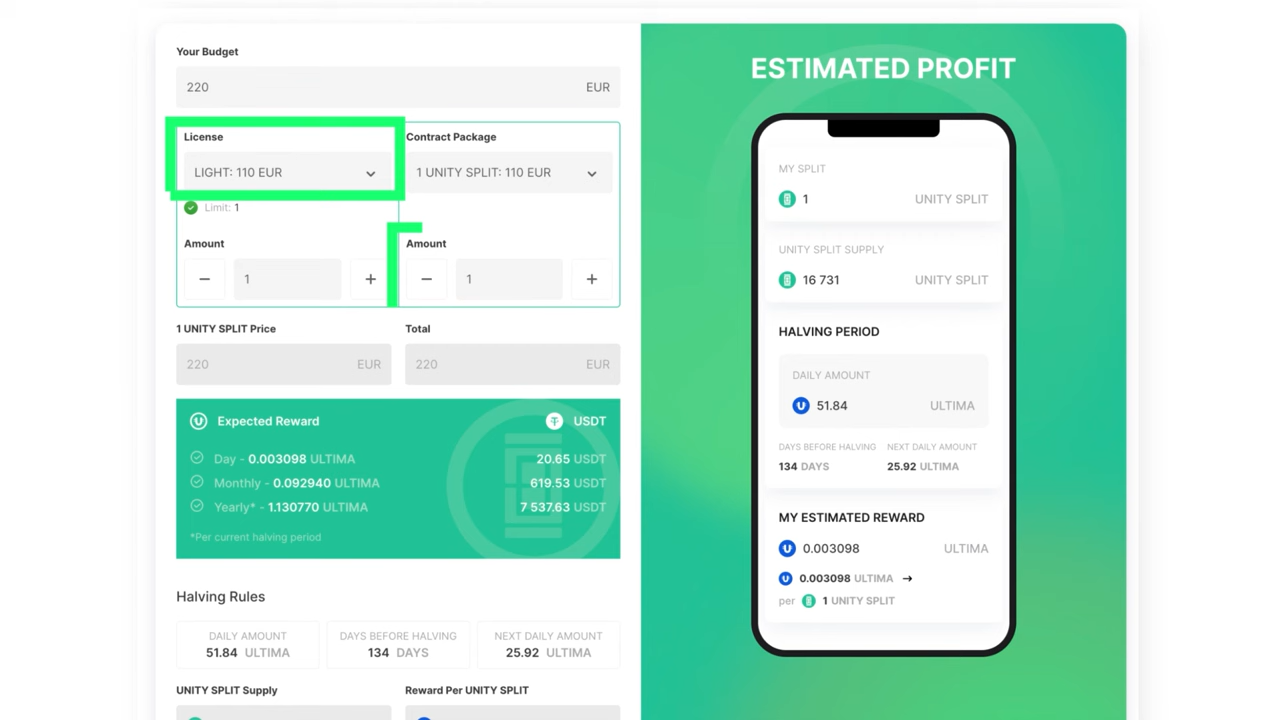 Your Budget
220 EUR
License
Contract Package
LIGHT: 110 EUR
1 UNITY SPLIT: 110 EUR
Limit: 1
Amount
Amount
− 1 +
− 1 +
1 UNITY SPLIT Price
Total
220 EUR
220 EUR
Expected Reward
USDT
Day - 0.003098 ULTIMA
20.65 USDT
Monthly - 0.092940 ULTIMA
619.53 USDT
Yearly* - 1.130770 ULTIMA
7 537.63 USDT
*Per current halving period
Halving Rules
DAILY AMOUNT
51.84 ULTIMA
DAYS BEFORE HALVING
134 DAYS
NEXT DAILY AMOUNT
25.92 ULTIMA
UNITY SPLIT Supply
Reward Per UNITY SPLIT
ESTIMATED PROFIT
MY SPLIT
1 UNITY SPLIT
UNITY SPLIT SUPPLY
16 731 UNITY SPLIT
HALVING PERIOD
DAILY AMOUNT
51.84 ULTIMA
DAYS BEFORE HALVING
134 DAYS
NEXT DAILY AMOUNT
25.92 ULTIMA
MY ESTIMATED REWARD
0.003098 ULTIMA
0.003098 ULTIMA →
per 1 UNITY SPLIT